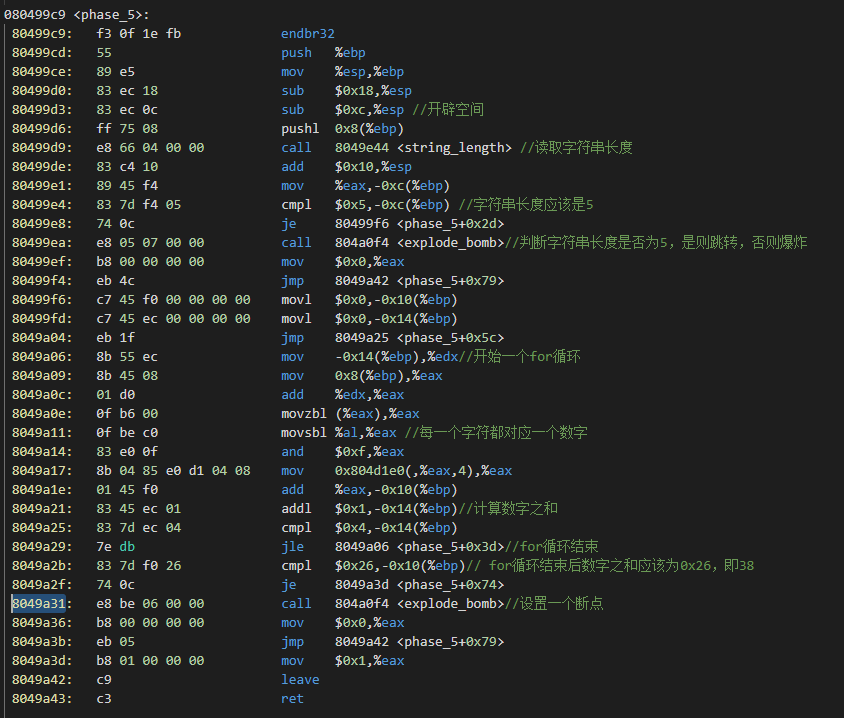 080499c9 <phase_5>:
80499c9: f3 0f 1e fb endbr32
80499cd: 55 push %ebp
80499ce: 89 e5 mov %esp,%ebp
80499d0: 83 ec 18 sub $0x18,%esp
80499d3: 83 ec 0c sub $0xc,%esp //开辟空间
80499d6: ff 75 08 pushl 0x8(%ebp)
80499d9: e8 66 04 00 00 call 8049e44 <string_length> //读取字符串长度
80499de: 83 c4 10 add $0x10,%esp
80499e1: 89 45 f4 mov %eax,-0xc(%ebp)
80499e4: 83 7d f4 05 cmpl $0x5,-0xc(%ebp) //字符串长度应该是5
80499e8: 74 0c je 80499f6 <phase_5+0x2d>
80499ea: e8 05 07 00 00 call 804a0f4 <explode_bomb>//判断字符串长度是否为5，是则跳转，否则爆炸
80499ef: b8 00 00 00 00 mov $0x0,%eax
80499f4: eb 4c jmp 8049a42 <phase_5+0x79>
80499f6: c7 45 f0 00 00 00 00 movl $0x0,-0x10(%ebp)
80499fd: c7 45 ec 00 00 00 00 movl $0x0,-0x14(%ebp)
8049a04: eb 1f jmp 8049a25 <phase_5+0x5c>
8049a06: 8b 55 ec mov -0x14(%ebp),%edx//开始一个for循环
8049a09: 8b 45 08 mov 0x8(%ebp),%eax
8049a0c: 01 d0 add %edx,%eax
8049a0e: 0f b6 00 movzbl (%eax),%eax
8049a11: 0f be c0 movsbl %al,%eax //每一个字符都对应一个数字
8049a14: 83 e0 0f and $0xf,%eax
8049a17: 8b 04 85 e0 d1 04 08 mov 0x804d1e0(,%eax,4),%eax
8049a1e: 01 45 f0 add %eax,-0x10(%ebp)
8049a21: 83 45 ec 01 addl $0x1,-0x14(%ebp)//计算数字之和
8049a25: 83 7d ec 04 cmpl $0x4,-0x14(%ebp)
8049a29: 7e db jle 8049a06 <phase_5+0x3d>//for循环结束
8049a2b: 83 7d f0 26 cmpl $0x26,-0x10(%ebp)// for循环结束后数字之和应该为0x26，即38
8049a2f: 74 0c je 8049a3d <phase_5+0x74>
8049a31: e8 be 06 00 00 call 804a0f4 <explode_bomb>//设置一个断点
8049a36: b8 00 00 00 00 mov $0x0,%eax
8049a3b: eb 05 jmp 8049a42 <phase_5+0x79>
8049a3d: b8 01 00 00 00 mov $0x1,%eax
8049a42: c9 leave
8049a43: c3 ret